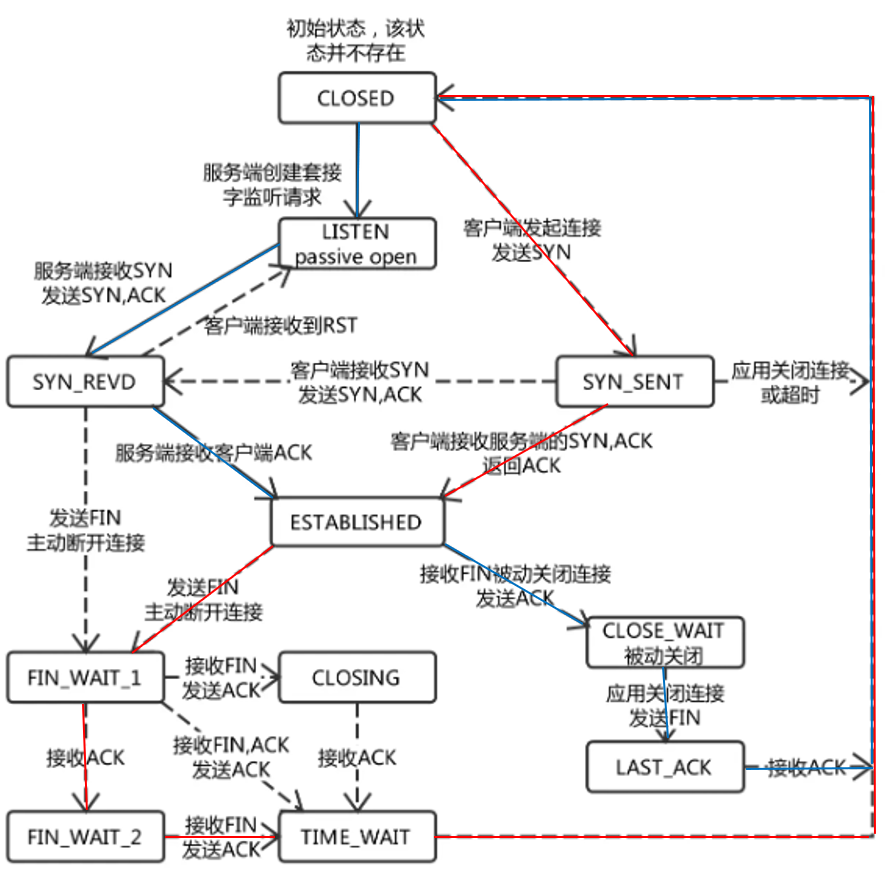 初始状态，该状
态并不存在
CLOSED
服务端创建套接
字监听请求
LISTEN
passive open
客户端发起连接
发送SYN
服务端接收SYN
发送SYN,ACK
客户端接收到RST
SYN_REVD
客户端接收SYN
发送SYN,ACK
SYN_SENT
应用关闭连接
或超时
服务端接收客户端ACK
客户端接收服务端的SYN,ACK
返回ACK
ESTABLISHED
发送FIN
主动断开连接
发送FIN
主动断开连接
接收FIN被动关闭连接
发送ACK
CLOSE_WAIT
被动关闭
FIN_WAIT_1
接收FIN
发送ACK
CLOSING
应用关闭连接
发送FIN
接收ACK
接收FIN,ACK
发送ACK
接收ACK
LAST_ACK
接收ACK
FIN_WAIT_2
接收FIN
发送ACK
TIME_WAIT